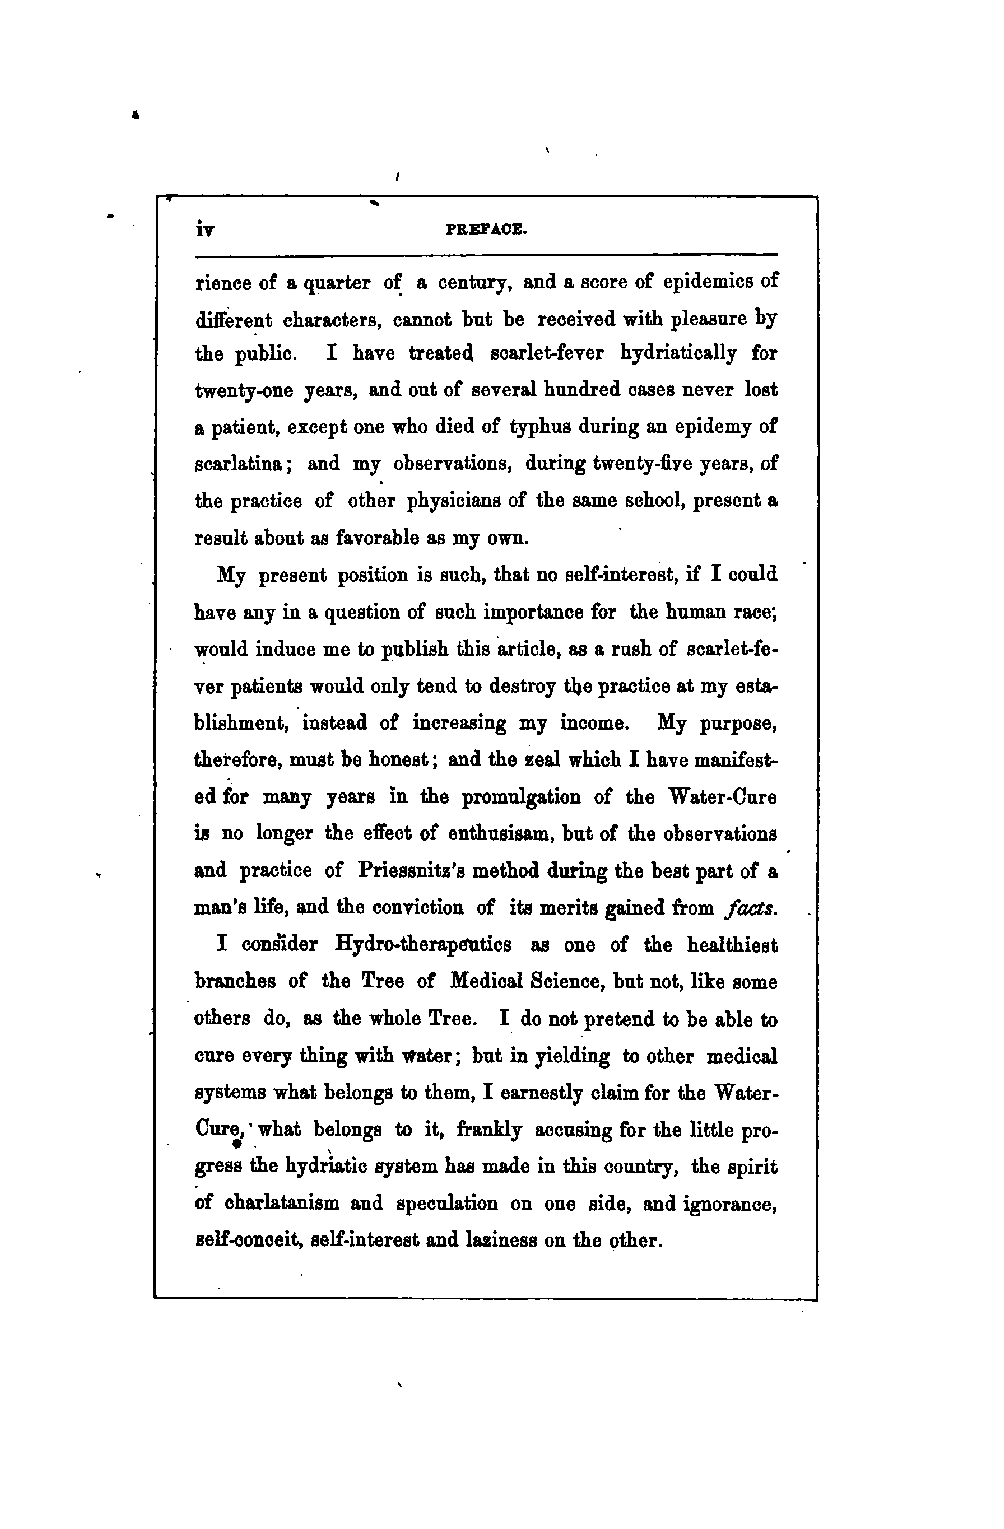 iv PREFACE.
rience of a quarter of a century, and a score of epidemics of
different characters, cannot but be received with pleasure by
the public. I have treated scarlet-fever hydriatically for
twenty-one years, and out of several hundred cases never lost
a patient, except one who died of typhus during an epidemy of
scarlatina; and my observations, during twenty-five years, of
the practice of other physicians of the same school, present a
result about as favorable as my own.
My present position is such, that no self-interest, if I could
have any in a question of such importance for the human race;
would induce me to publish this article, as a rush of scarlet-fe-
ver patients would only tend to destroy the practice at my esta-
blishment, instead of increasing my income. My purpose,
therefore, must be honest; and the zeal which I have manifest-
ed for many years in the promulgation of the Water-Cure
is no longer the effect of enthusisam, but of the observations
and practice of Priessnitz's method during the best part of a
man's life, and the conviction of its merits gained from facts.
I consider Hydro-therapeutics as one of the healthiest
branches of the Tree of Medical Science, but not, like some
others do, as the whole Tree. I do not pretend to be able to
cure every thing with water; but in yielding to other medical
systems what belongs to them, I earnestly claim for the Water-
Cure, what belongs to it, frankly accusing for the little pro-
gress the hydriatic system has made in this country, the spirit
of charlatanism and speculation on one side, and ignorance,
self-conceit, self-interest and laziness on the other.